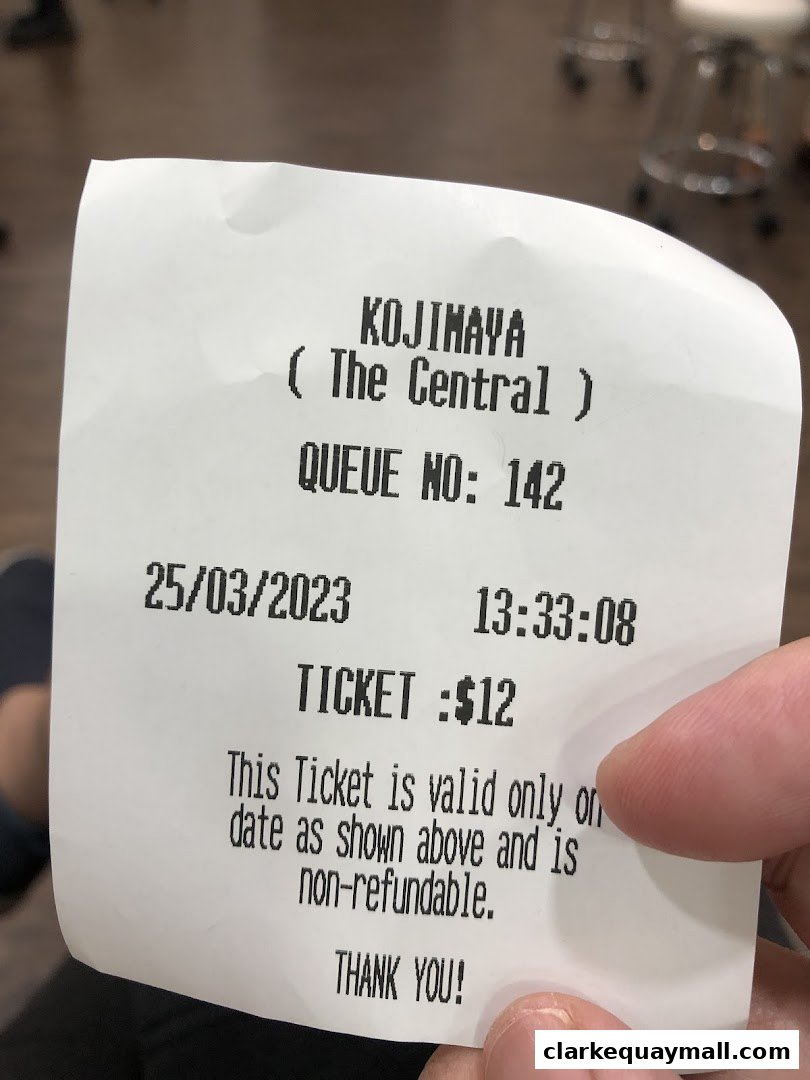 KOJIMAYA
( The Central )
QUEUE NO: 142
25/03/2023 13:33:08
TICKET :$12
This Ticket is valid only on
date as shown above and is
non-refundable.
THANK YOU!
clarkequaymall.com